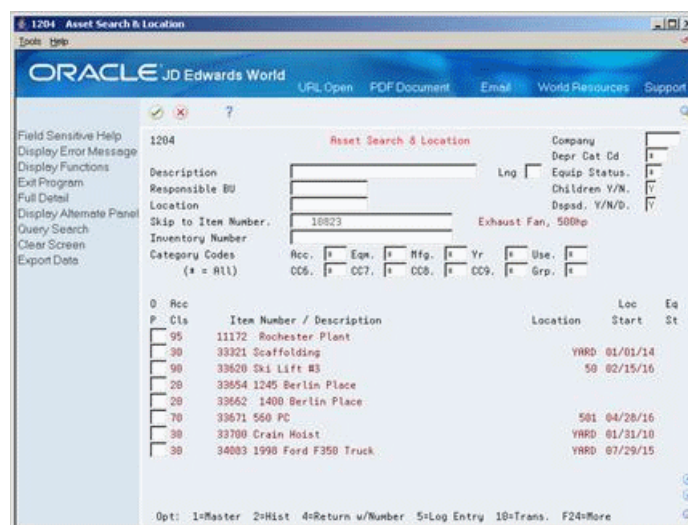 1204 Asset Search & Location
Tools Help
ORACLE JD Edwards World
URL Open PDF Document Email World Resources Support
Field Sensitive Help
Display Error Message
Display Functions
Exit Program
Full Detail
Display Alternate Panel
Query Search
Clear Screen
Export Data
?
1204 Asset Search & Location Company
Depr Cat Cd *
Description Lng Equip Status. *
Responsible BU Children Y/N. Y
Location Dspsd. Y/N/D. Y
Skip to Item Number. 10823 Exhaust Fan, 500hp
Inventory Number
Category Codes Acc. * Eqm. * Mfg. * Yr * Use. *
(* = All) CC6. * CC7. * CC8. * CC9. * Grp. *
O Acc Loc Eq
P Cls Item Number / Description Location Start St
95 11172 Rochester Plant
30 33321 Scaffolding YARD 01/01/14
90 33620 Ski Lift #3 50 02/15/16
20 33654 1245 Berlin Place
20 33662 1400 Berlin Place
70 33671 560 PC 501 04/28/16
30 33700 Crain Hoist YARD 01/31/10
30 34083 1998 Ford F350 Truck YARD 07/29/15
Opt: 1=Master 2=Hist 4=Return w/Number 5=Log Entry 10=Trans. F24=More